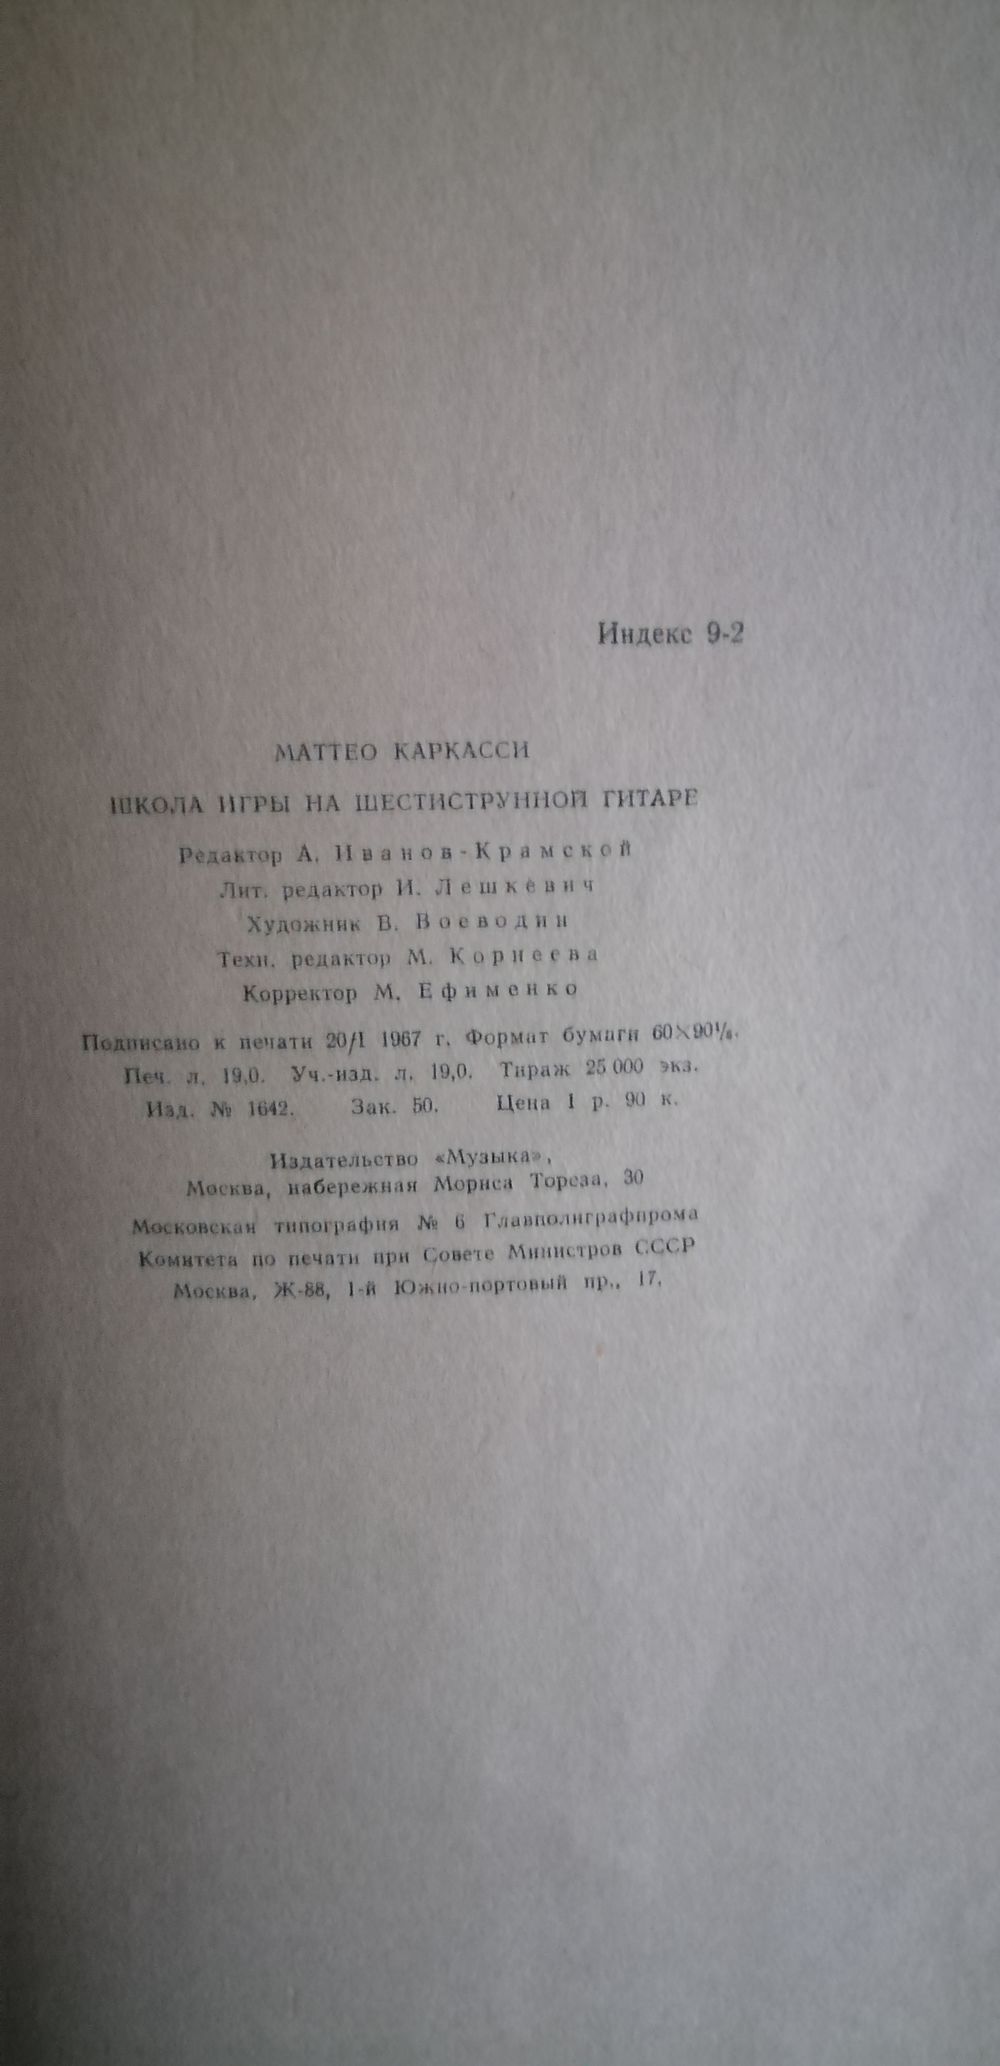 Индекс 9-2
МАТТЕО КАРКАССИ
ШКОЛА ИГРЫ НА ШЕСТИСТРУННОЙ ГИТАРЕ
Редактор А. Иванов-Крамской
Лит. редактор И. Лешкевич
Художник В. Воеводин
Техн. редактор М. Корнеева
Корректор М. Ефименко
Подписано к печати 20/I 1967 г. Формат бумаги 60×90⅛.
Печ. л. 19,0. Уч.-изд. л. 19,0. Тираж 25 000 экз.
Изд. № 1642. Зак. 50. Цена 1 р. 90 к.
Издательство «Музыка»,
Москва, набережная Мориса Тореза, 30
Московская типография № 6 Главполиграфпрома
Комитета по печати при Совете Министров СССР
Москва, Ж-88, 1-й Южно-портовый пр., 17.